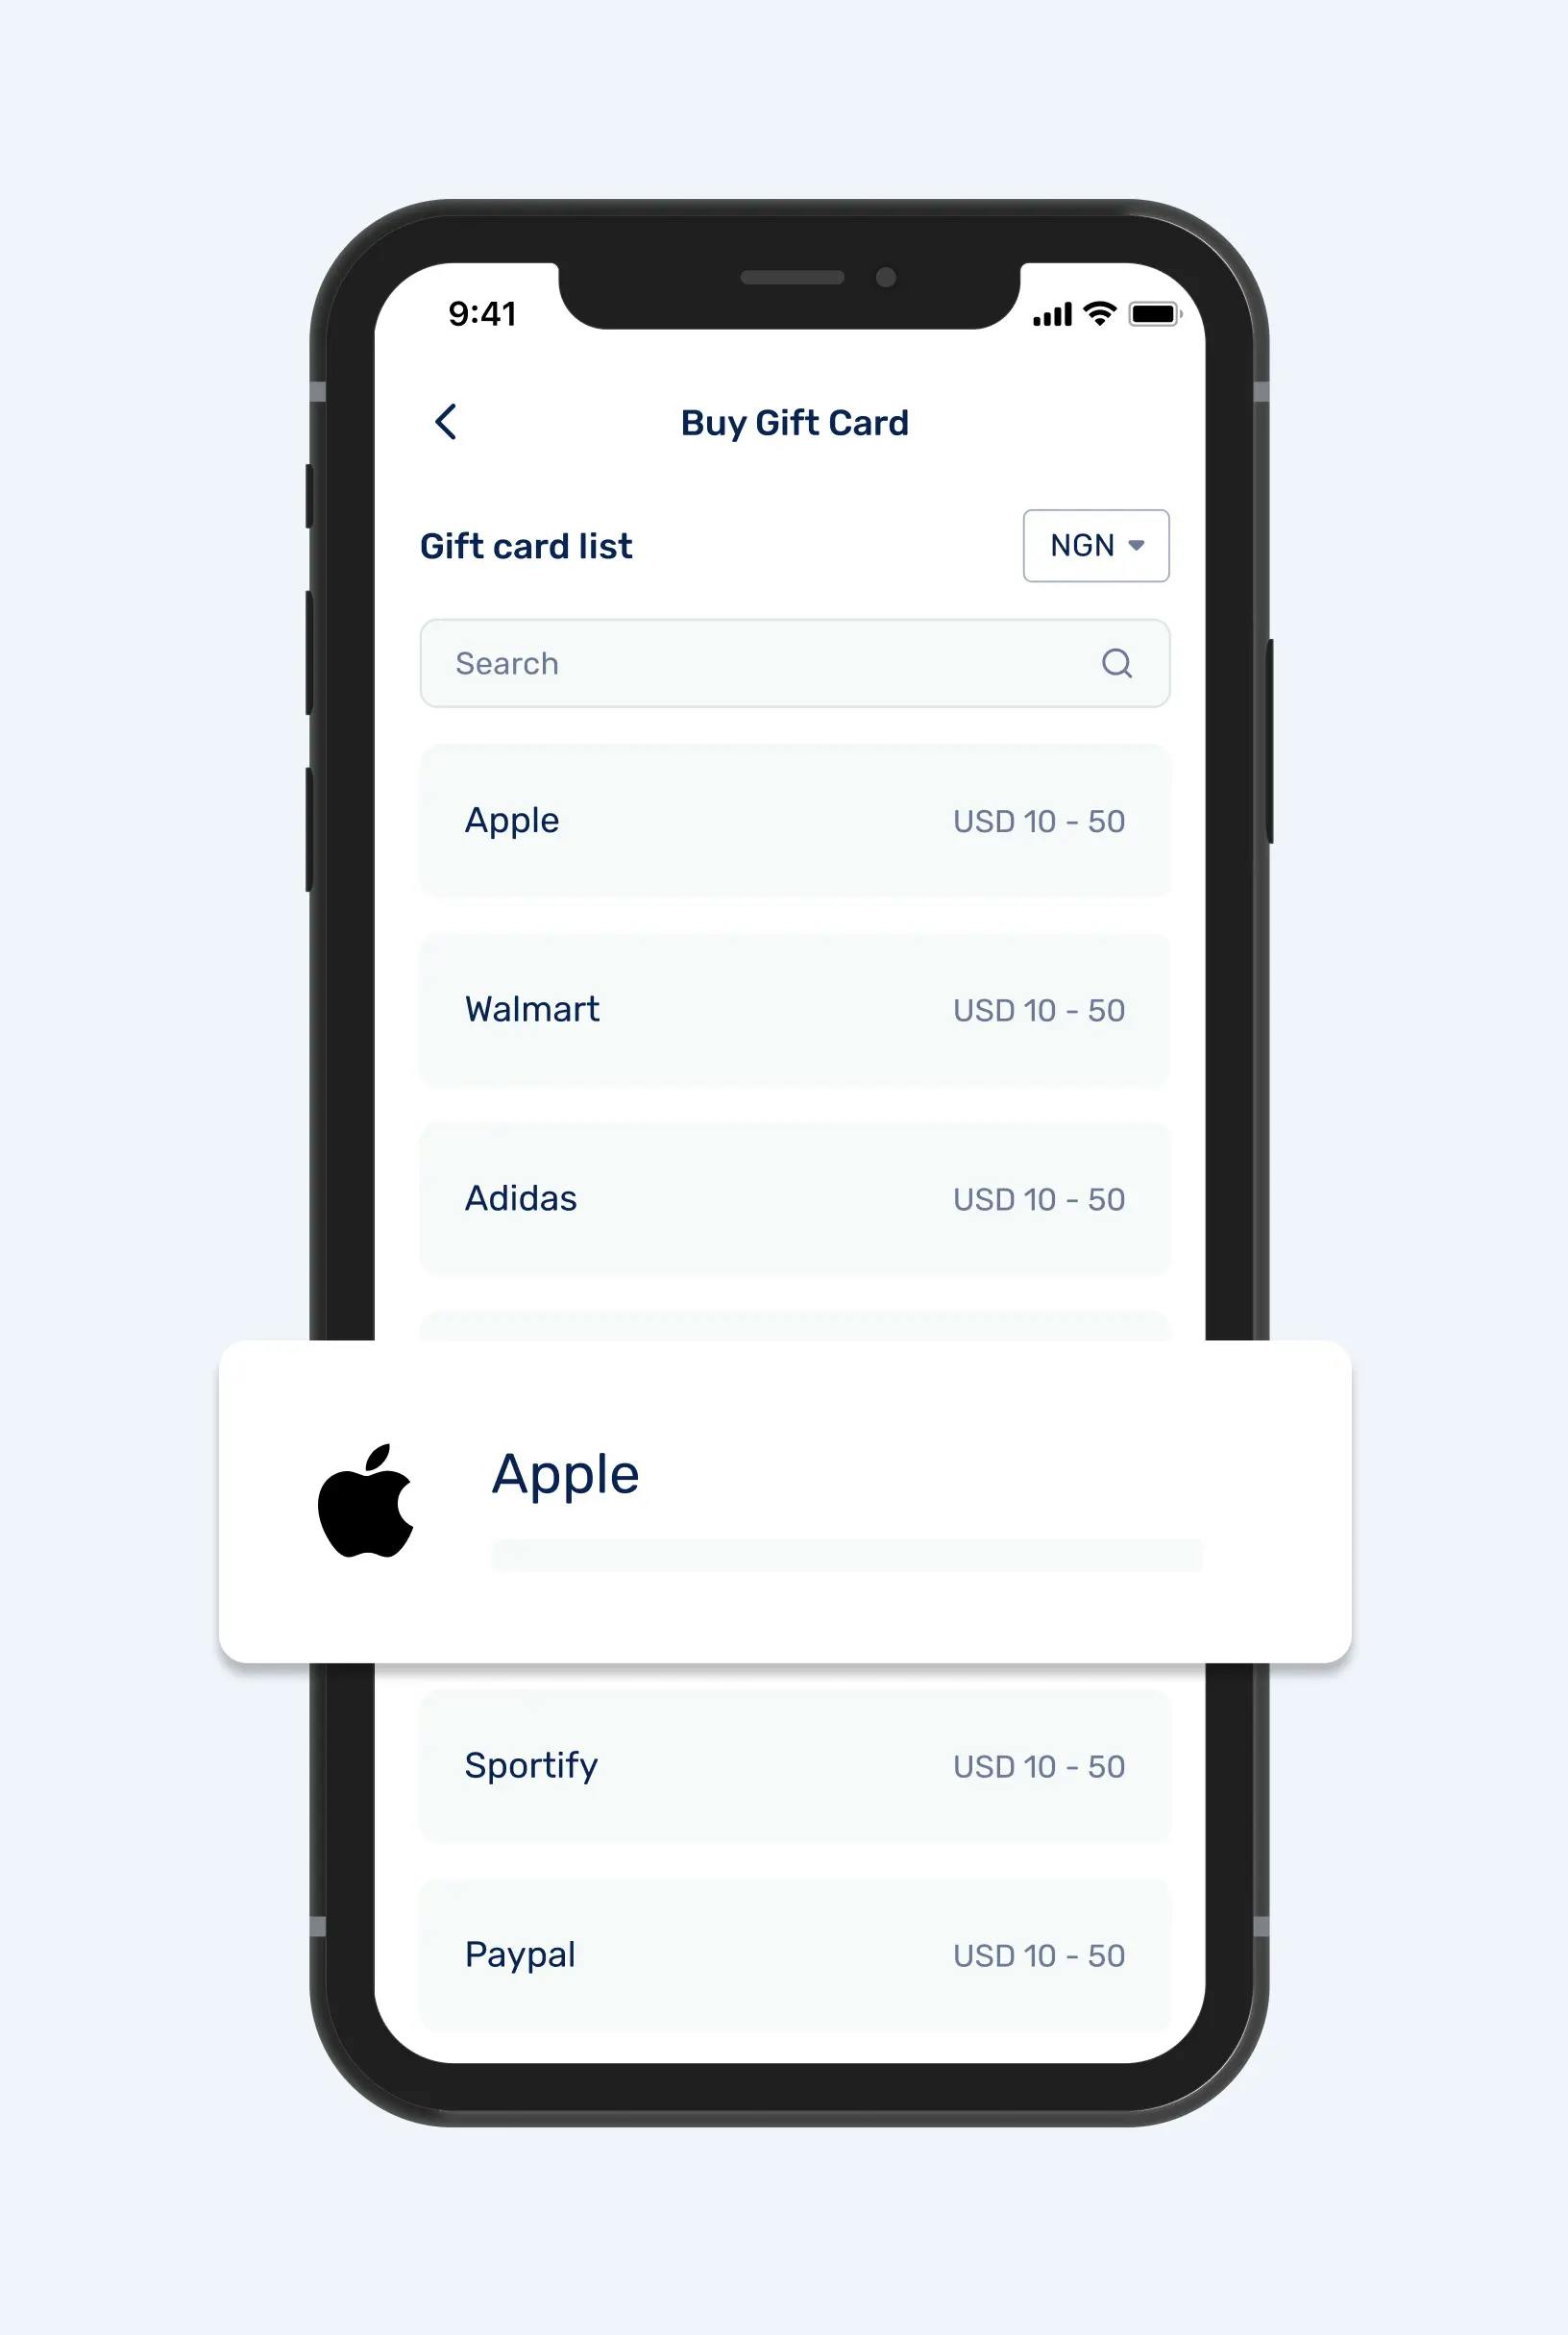 9:41
Buy Gift Card
Gift card list
NGN
Search
Apple USD 10 - 50
Walmart USD 10 - 50
Adidas USD 10 - 50
Apple
Sportify USD 10 - 50
Paypal USD 10 - 50